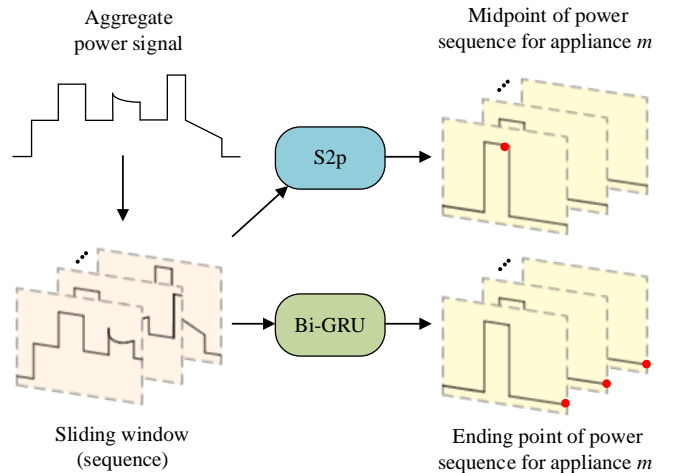 Aggregate
power signal
Midpoint of power
sequence for appliance m
S2p
Bi-GRU
Sliding window
(sequence)
Ending point of power
sequence for appliance m